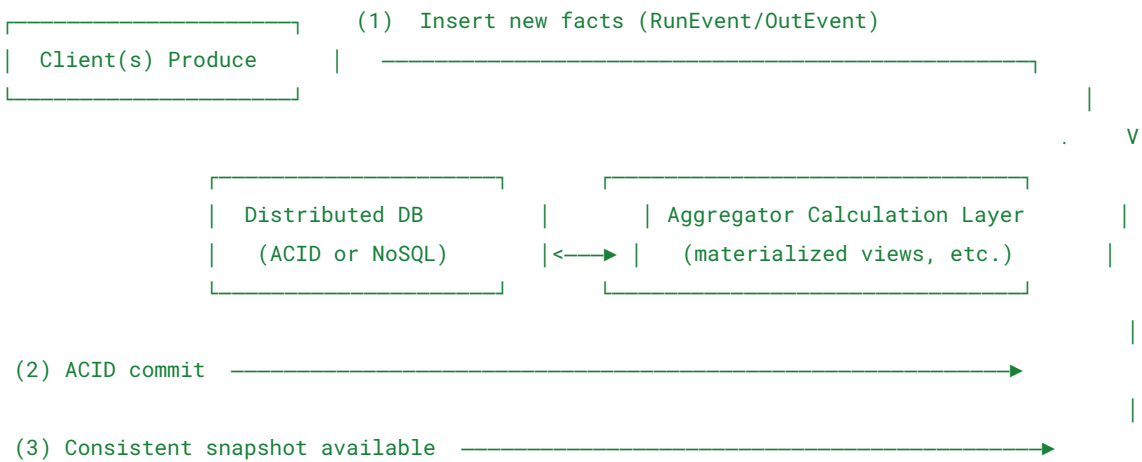 (1) Insert new facts (RunEvent/OutEvent)
Client(s) Produce
V
Distributed DB
Aggregator Calculation Layer
(ACID or NoSQL)
<--->
(materialized views, etc.)
(2) ACID commit
(3) Consistent snapshot available